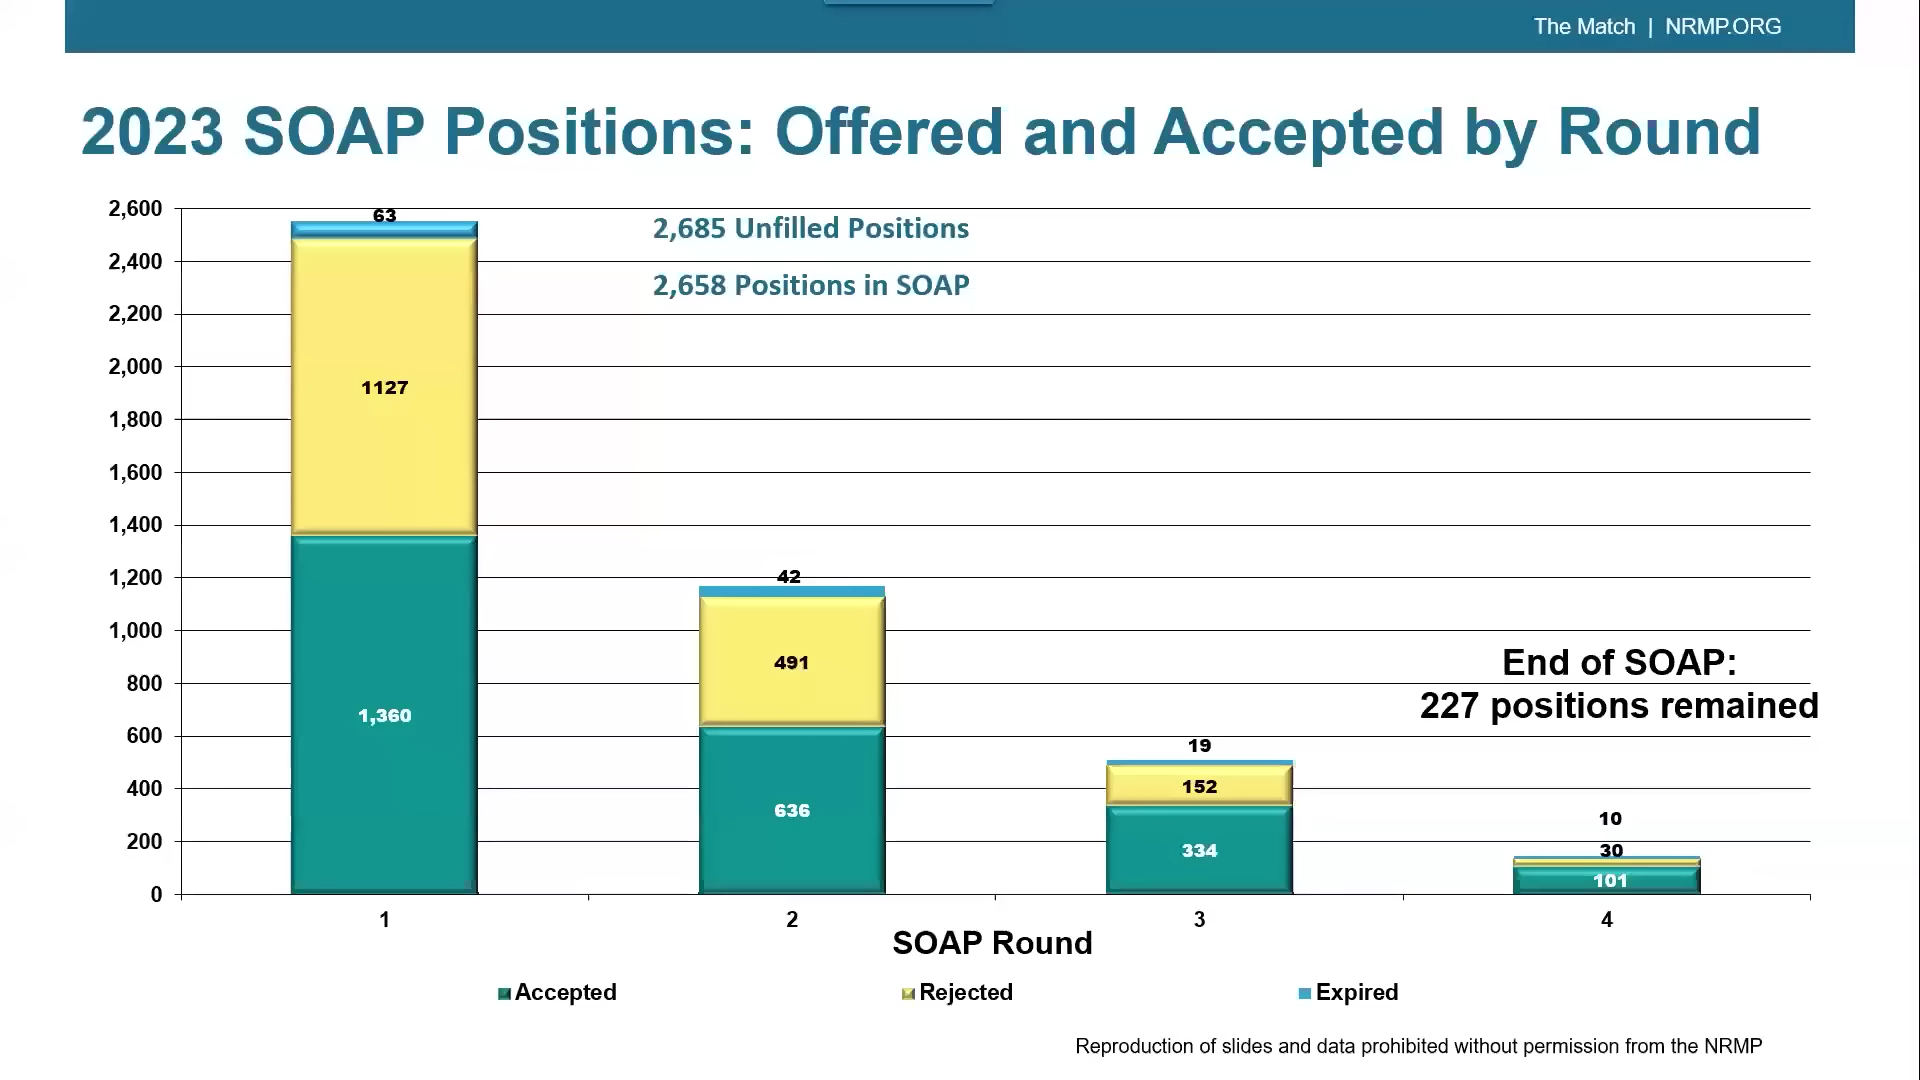 The Match | NRMP.ORG
2023 SOAP Positions: Offered and Accepted by Round
2,600
2,400
2,200
2,000
1,800
1,600
1,400
1,200
1,000
800
600
400
200
0
2,685 Unfilled Positions
2,658 Positions in SOAP
63
1127
1,360
42
491
636
19
152
334
10
30
101
End of SOAP:
227 positions remained
1 2 3 4
SOAP Round
Accepted Rejected Expired
Reproduction of slides and data prohibited without permission from the NRMP